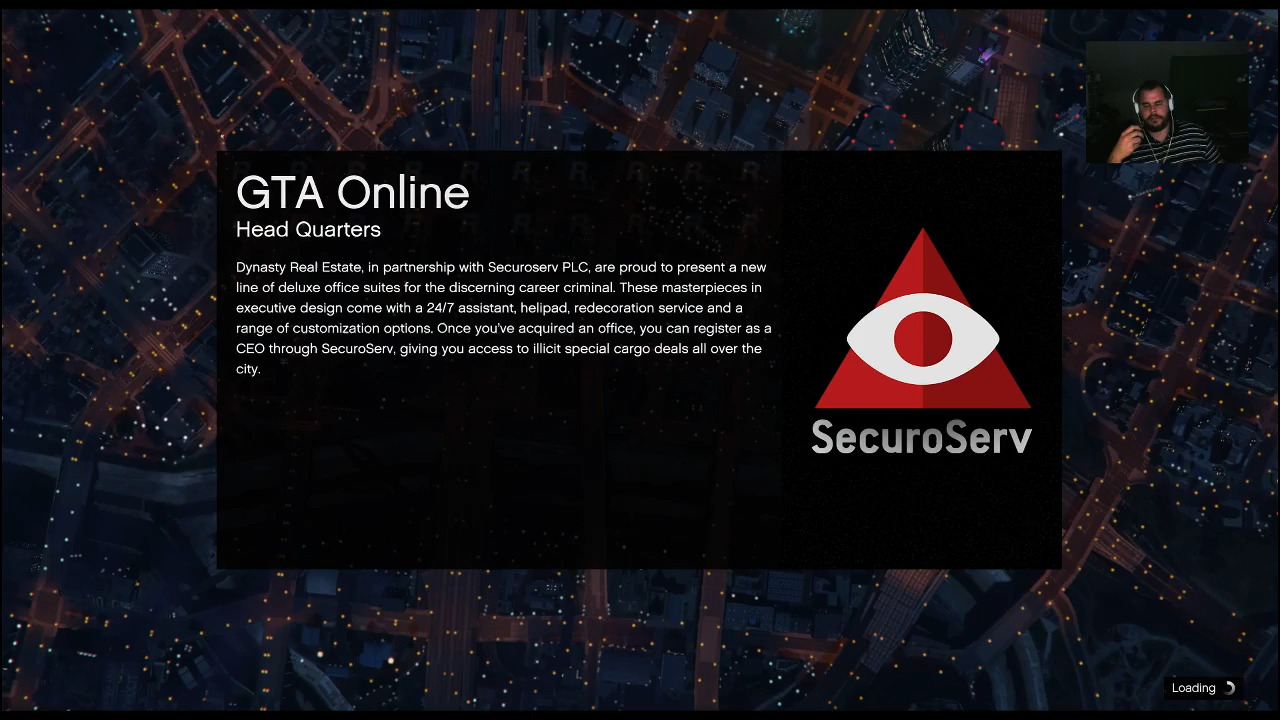 GTA Online
Head Quarters
Dynasty Real Estate, in partnership with Securoserv PLC, are proud to present a new
line of deluxe office suites for the discerning career criminal. These masterpieces in
executive design come with a 24/7 assistant, helipad, redecoration service and a
range of customization options. Once you've acquired an office, you can register as a
CEO through SecuroServ, giving you access to illicit special cargo deals all over the
city.
SecuroServ
Loading